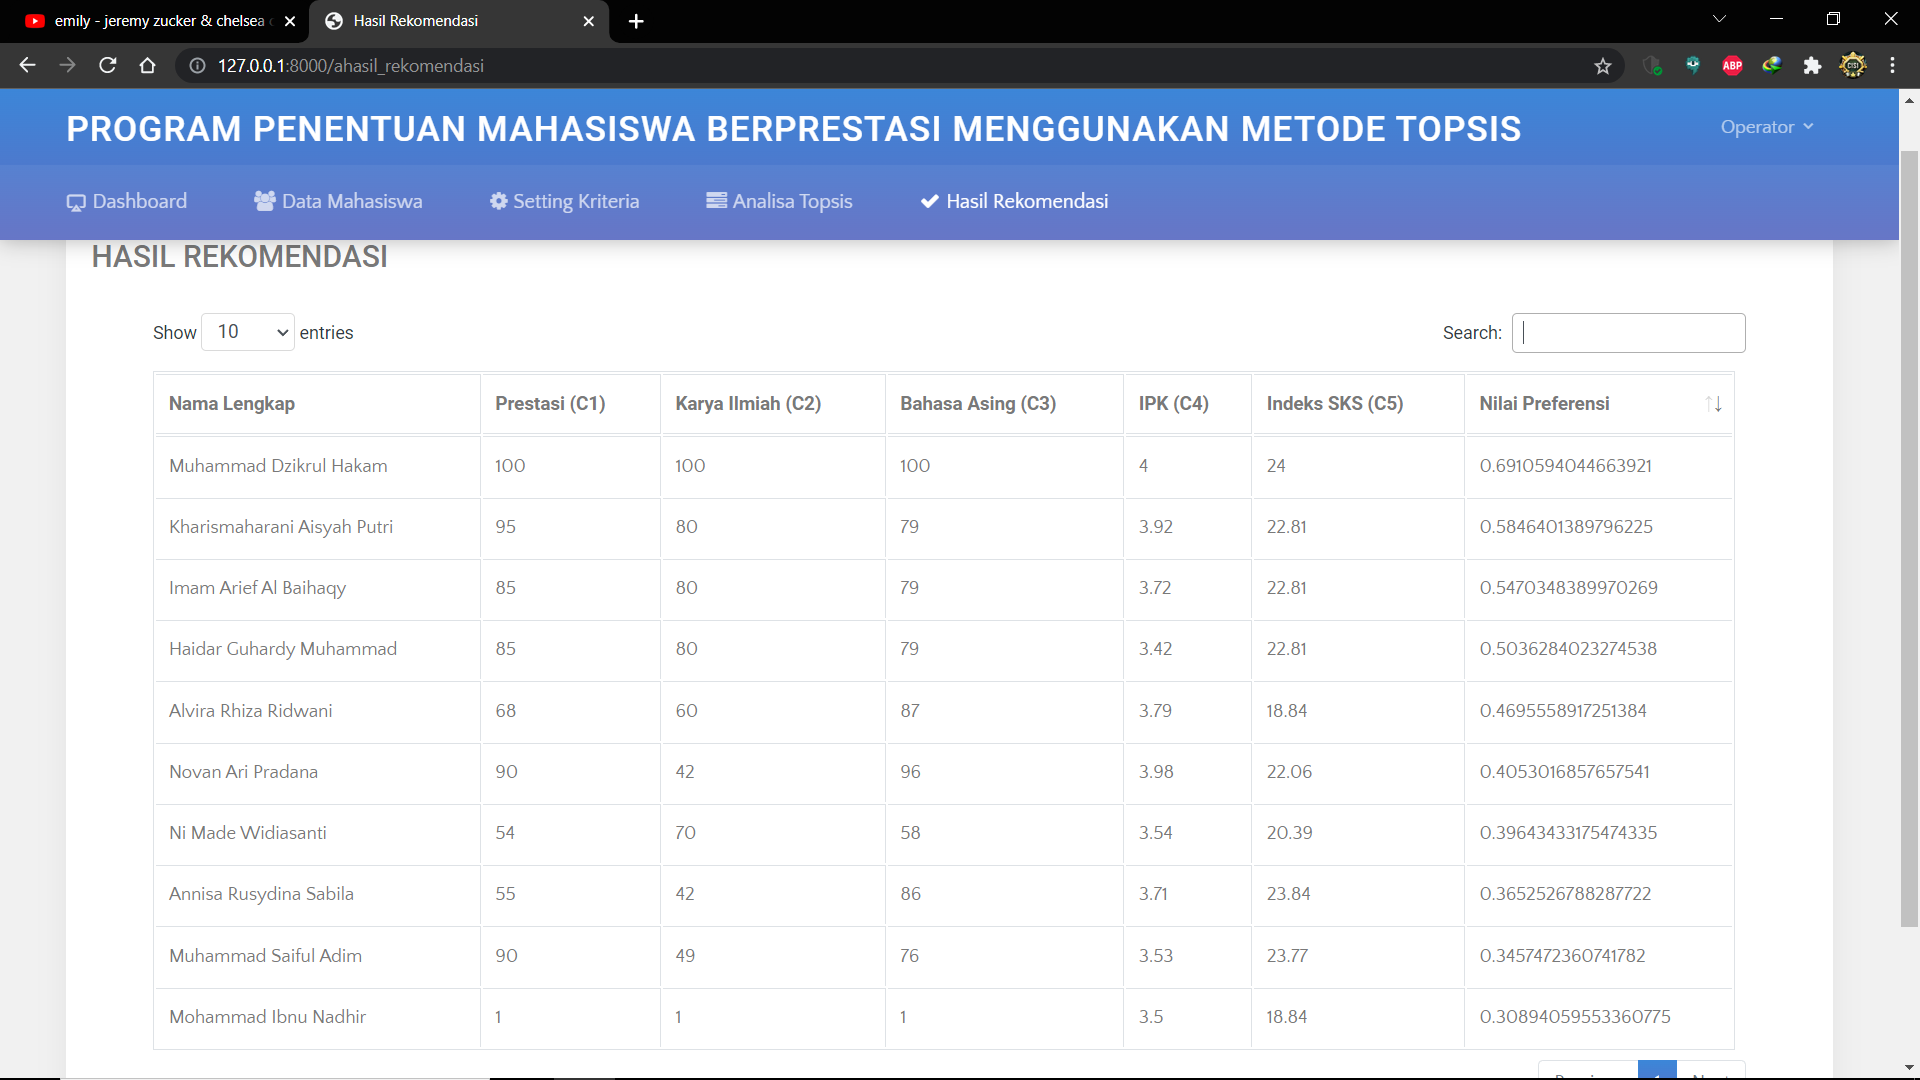 emily - jeremy zucker & chelsea
Hasil Rekomendasi
127.0.0.1:8000/ahasil_rekomendasi
ABP
PROGRAM PENENTUAN MAHASISWA BERPRESTASI MENGGUNAKAN METODE TOPSIS
Operator
Dashboard Data Mahasiswa Setting Kriteria Analisa Topsis Hasil Rekomendasi
HASIL REKOMENDASI
Show 10 entries Search:
Nama Lengkap Prestasi (C1) Karya Ilmiah (C2) Bahasa Asing (C3) IPK (C4) Indeks SKS (C5) Nilai Preferensi
Muhammad Dzikrul Hakam 100 100 100 4 24 0.6910594044663921
Kharismaharani Aisyah Putri 95 80 79 3.92 22.81 0.5846401389796225
Imam Arief Al Baihaqy 85 80 79 3.72 22.81 0.5470348389970269
Haidar Guhardy Muhammad 85 80 79 3.42 22.81 0.5036284023274538
Alvira Rhiza Ridwani 68 60 87 3.79 18.84 0.4695558917251384
Novan Ari Pradana 90 42 96 3.98 22.06 0.4053016857657541
Ni Made Widiasanti 54 70 58 3.54 20.39 0.39643433175474335
Annisa Rusydina Sabila 55 42 86 3.71 23.84 0.3652526788287722
Muhammad Saiful Adim 90 49 76 3.53 23.77 0.3457472360741782
Mohammad Ibnu Nadhir 1 1 1 3.5 18.84 0.30894059553360775